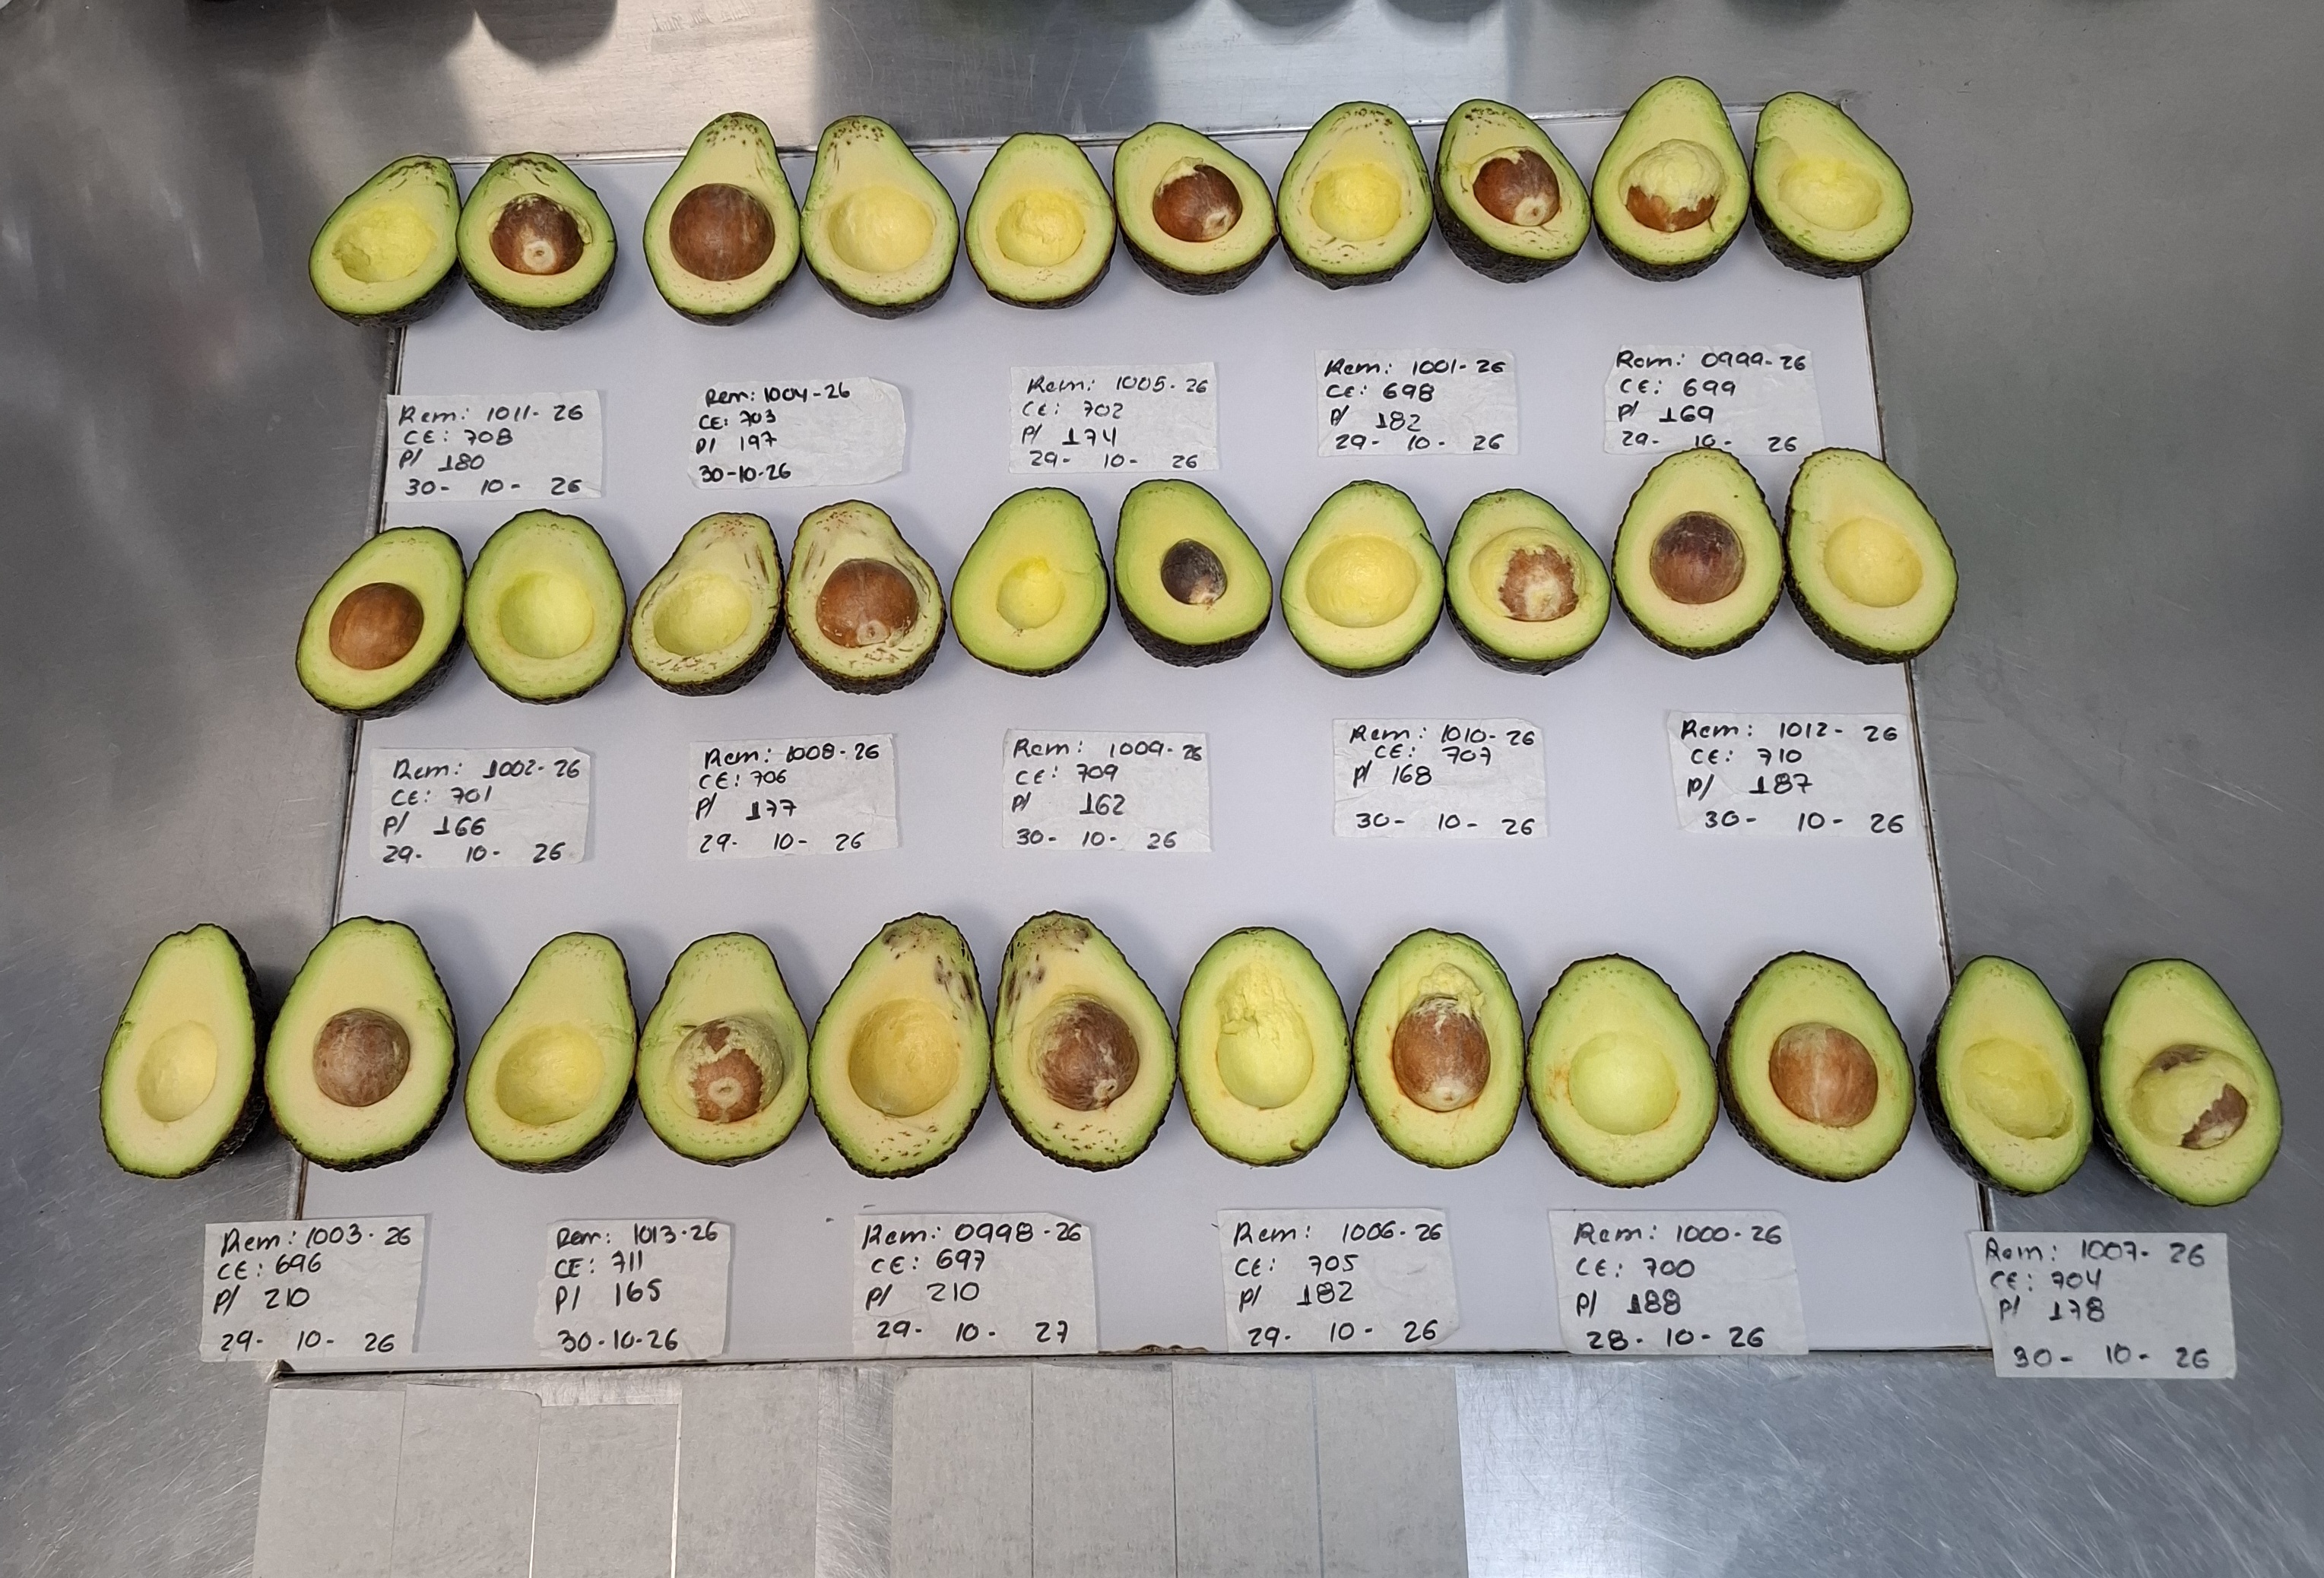 Rem: 1011-26
CE: 708
P/ 180
30-10-26
Rem: 1004-26
CE: 703
P/ 197
30-10-26
Rem: 1005-26
CE: 702
P/ 174
29-10-26
Rem: 1001-26
CE: 698
P/ 182
29-10-26
Rem: 0999-26
CE: 699
P/ 169
29-10-26
Rem: 1002-26
CE: 701
P/ 166
29-10-26
Rem: 1008-26
CE: 706
P/ 177
29-10-26
Rem: 1009-26
CE: 709
P/ 162
30-10-26
Rem: 1010-26
CE: 707
P/ 168
30-10-26
Rem: 1012-26
CE: 710
P/ 187
30-10-26
Rem: 1003-26
CE: 696
P/ 210
29-10-26
Rem: 1013-26
CE: 711
P/ 165
30-10-26
Rem: 0998-26
CE: 697
P/ 210
29-10-27
Rem: 1006-26
CE: 705
P/ 182
29-10-26
Rem: 1000-26
CE: 700
P/ 188
28-10-26
Rem: 1007-26
CE: 704
P/ 178
30-10-26